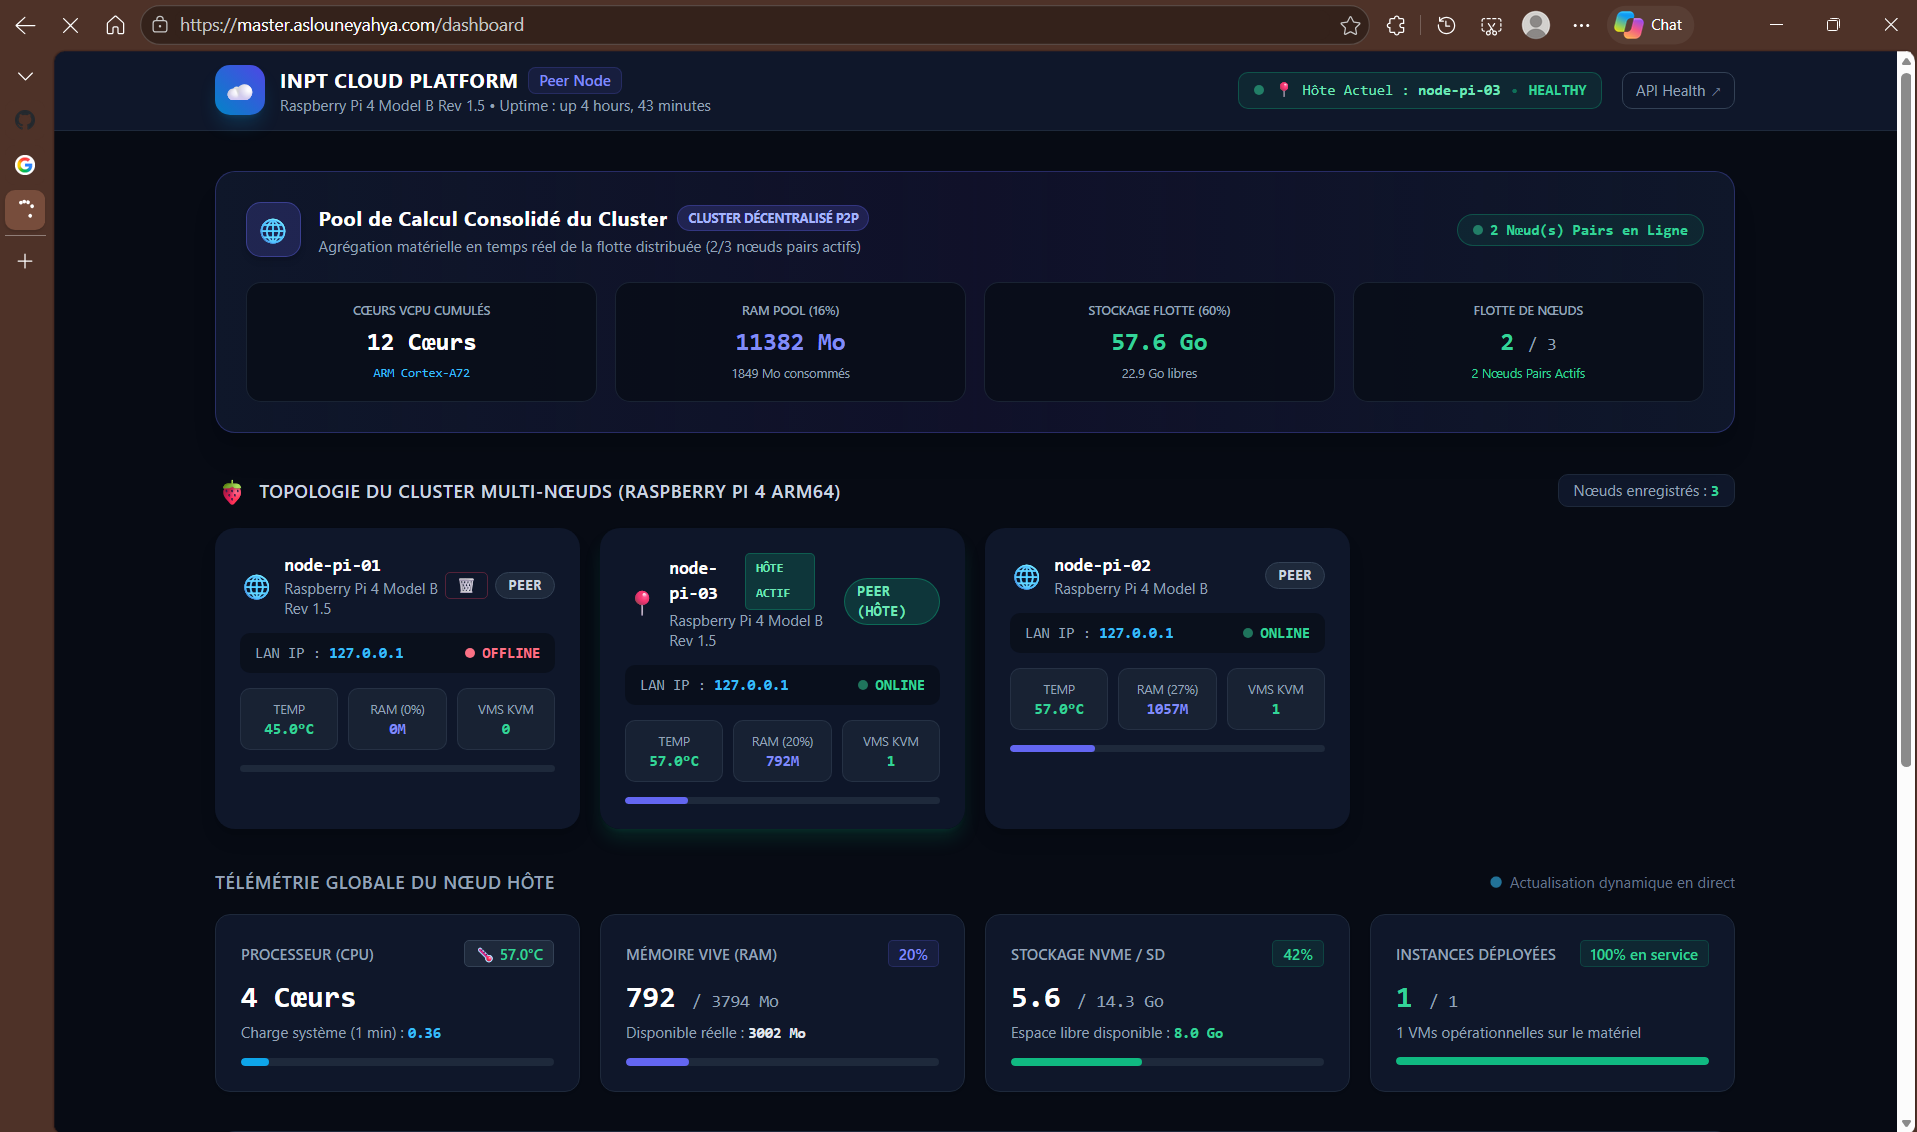 https://master.aslouneyahya.com/dashboard
Chat
INPT CLOUD PLATFORM Peer Node
Raspberry Pi 4 Model B Rev 1.5 • Uptime : up 4 hours, 43 minutes
Hôte Actuel : node-pi-03 • HEALTHY
API Health ↗
Pool de Calcul Consolidé du Cluster CLUSTER DÉCENTRALISÉ P2P
Agrégation matérielle en temps réel de la flotte distribuée (2/3 nœuds pairs actifs)
2 Nœud(s) Pairs en Ligne
CŒURS VCPU CUMULÉS
12 Cœurs
ARM Cortex-A72
RAM POOL (16%)
11382 Mo
1849 Mo consommés
STOCKAGE FLOTTE (60%)
57.6 Go
22.9 Go libres
FLOTTE DE NŒUDS
2 / 3
2 Nœuds Pairs Actifs
TOPOLOGIE DU CLUSTER MULTI-NŒUDS (RASPBERRY PI 4 ARM64)
Nœuds enregistrés : 3
node-pi-01
Raspberry Pi 4 Model B
Rev 1.5
PEER
LAN IP : 127.0.0.1
OFFLINE
TEMP
45.0°C
RAM (0%)
0M
VMS KVM
0
node-
pi-03
HÔTE
ACTIF
Raspberry Pi 4 Model B
Rev 1.5
PEER
(HÔTE)
LAN IP : 127.0.0.1
ONLINE
TEMP
57.0°C
RAM (20%)
792M
VMS KVM
1
node-pi-02
Raspberry Pi 4 Model B
PEER
LAN IP : 127.0.0.1
ONLINE
TEMP
57.0°C
RAM (27%)
1057M
VMS KVM
1
TÉLÉMÉTRIE GLOBALE DU NŒUD HÔTE
Actualisation dynamique en direct
PROCESSEUR (CPU)
57.0°C
4 Cœurs
Charge système (1 min) : 0.36
MÉMOIRE VIVE (RAM)
20%
792 / 3794 Mo
Disponible réelle : 3002 Mo
STOCKAGE NVME / SD
42%
5.6 / 14.3 Go
Espace libre disponible : 8.0 Go
INSTANCES DÉPLOYÉES
100% en service
1 / 1
1 VMs opérationnelles sur le matériel